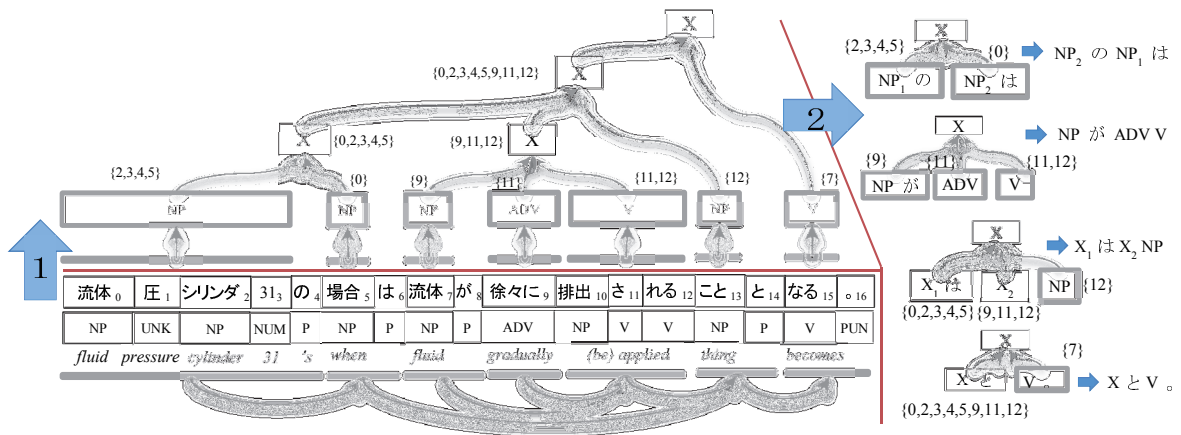 X
{0,2,3,4,5,9,11,12}
X
X
{0,2,3,4,5}
{9,11,12}
X
{2,3,4,5}
{0}
{9}
{11}
{11,12}
{12}
{7}
NP NP NP ADV V NP V
1
流体0 圧1 シリンダ2 313 の4 場合5 は6 流体7 が8 徐々に9 排出10 さ11 れる12 こと13 と14 なる15 。16
NP UNK NP NUM P NP P NP P ADV NP V V NP P V PUN
fluid pressure cylinder 31 's when fluid gradually (be) applied thing becomes
2
X
{2,3,4,5}
{0}
NP1 の
NP2 は
NP2 の NP1 は
X
{9}
{11}
{11,12}
NP が
ADV
V
NP が ADV V
X
X1 は
X2
NP
{12}
{0,2,3,4,5}
{9,11,12}
X1 は X2 NP
X
{7}
X と
V 。
{0,2,3,4,5,9,11,12}
X と V 。